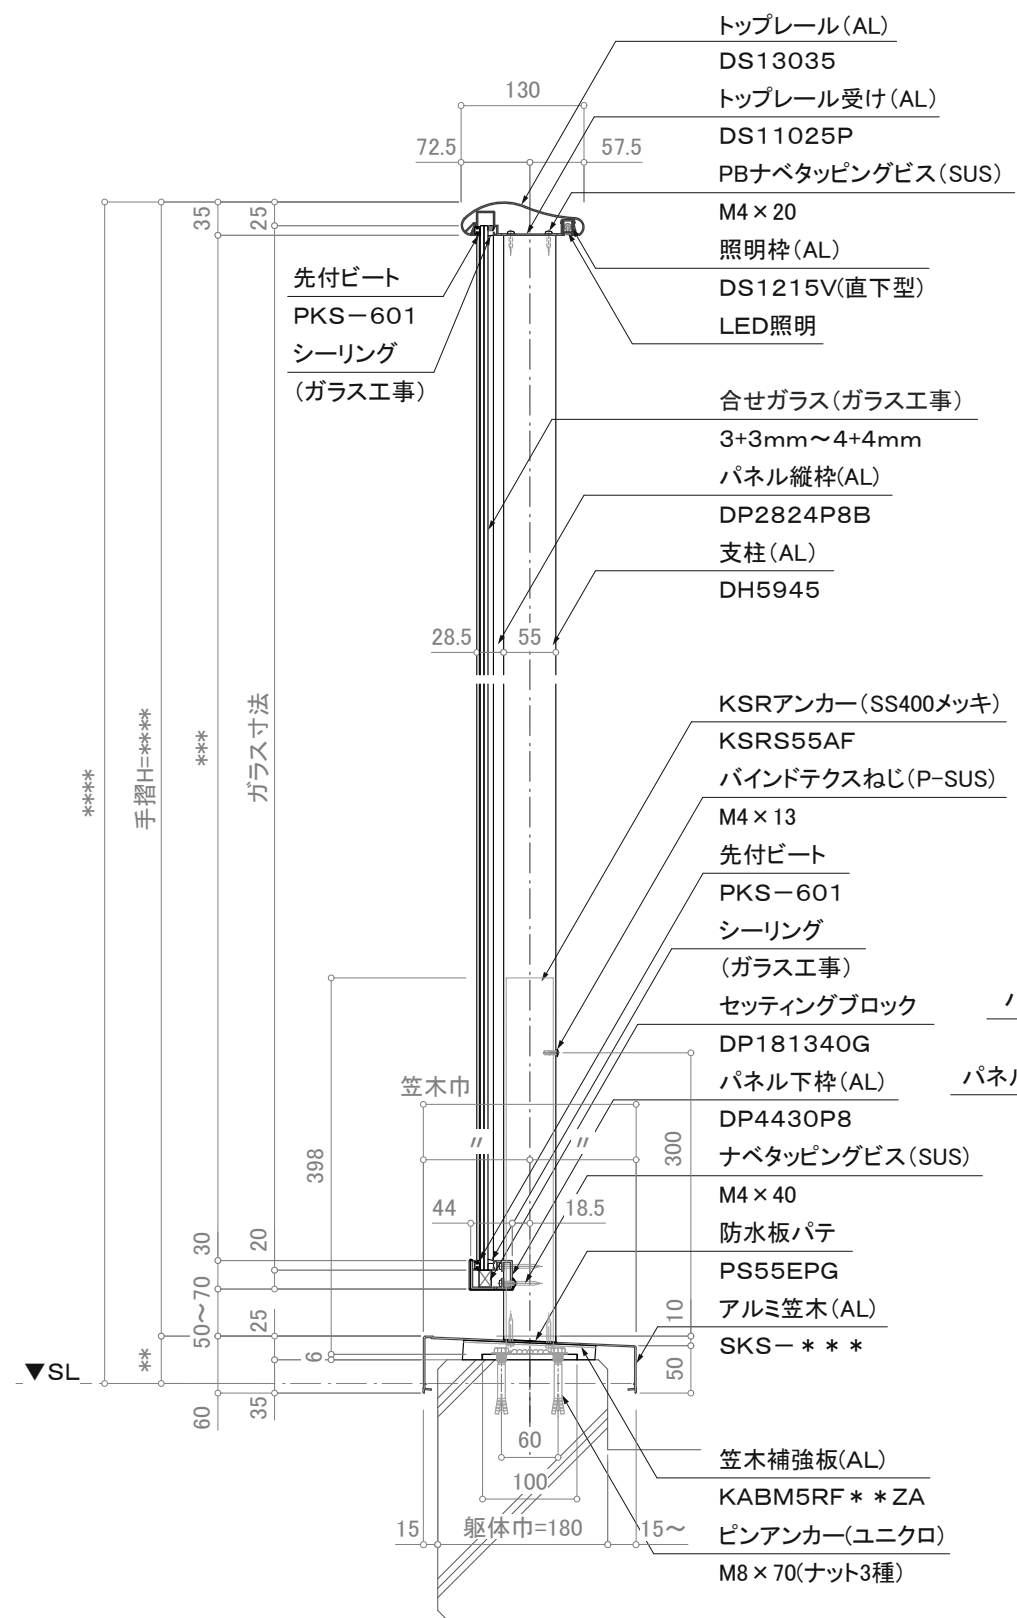 トップレール(AL)
DS13035
130
トップレール受け(AL)
DS11025P
72.5
57.5
PBナベタッピングビス(SUS)
M4×20
35
25
照明枠(AL)
DS1215V(直下型)
LED照明
先付ビート
PKS-601
シーリング
(ガラス工事)
合せガラス(ガラス工事)
3+3mm〜4+4mm
パネル縦枠(AL)
DP2824P8B
支柱(AL)
DH5945
28.5
55
****
手摺H=****
***
ガラス寸法
KSRアンカー(SS400メッキ)
KSRS55AF
バインドテクスねじ(P-SUS)
M4×13
先付ビート
PKS-601
シーリング
(ガラス工事)
セッティングブロック
DP181340G
パネル下枠(AL)
パネル
DP4430P8
笠木巾
〃
〃
398
300
ナベタッピングビス(SUS)
M4×40
44
18.5
30
20
防水板パテ
PS55EPG
50〜70
25
10
アルミ笠木(AL)
SKS-***
**
6
50
▼SL
60
35
60
100
笠木補強板(AL)
KABM5RF**ZA
15
躯体巾=180
15〜
ピンアンカー(ユニクロ)
M8×70(ナット3種)